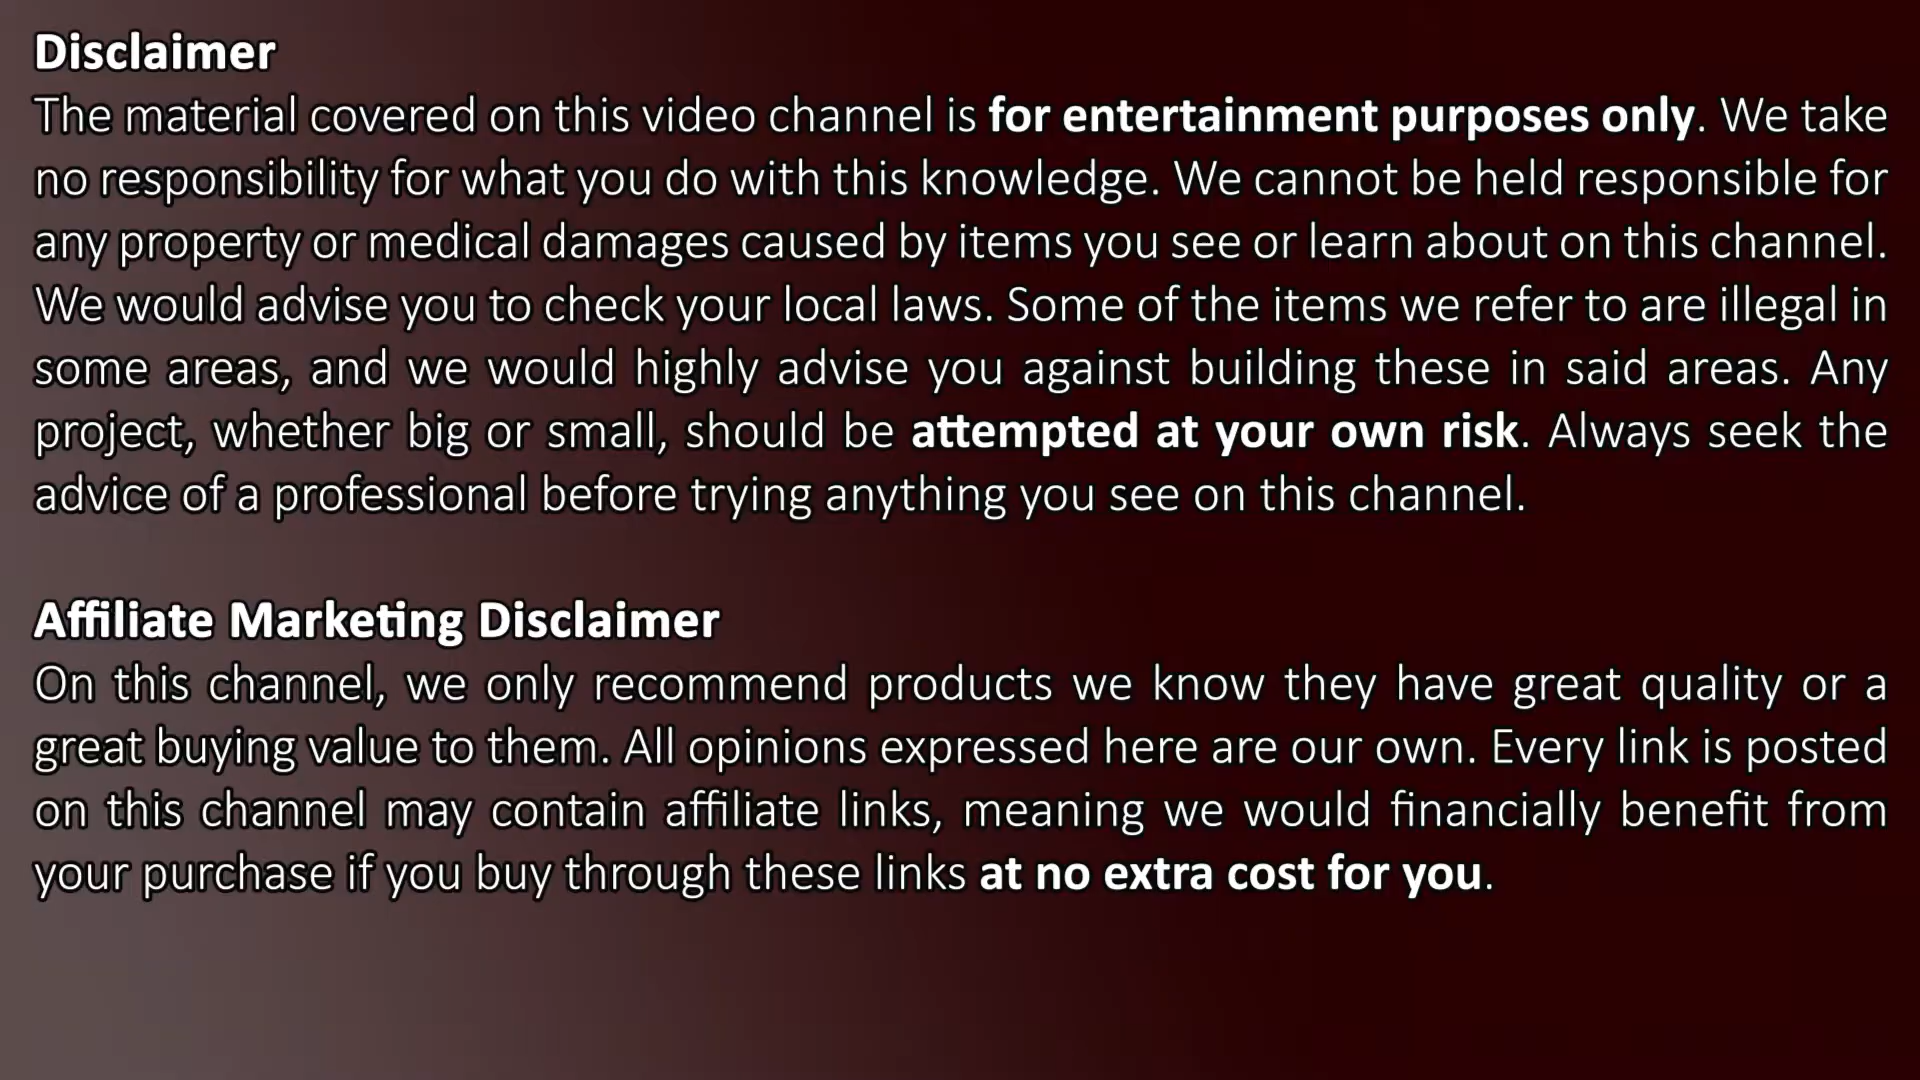 Disclaimer
The material covered on this video channel is for entertainment purposes only. We take
no responsibility for what you do with this knowledge. We cannot be held responsible for
any property or medical damages caused by items you see or learn about on this channel.
We would advise you to check your local laws. Some of the items we refer to are illegal in
some areas, and we would highly advise you against building these in said areas. Any
project, whether big or small, should be attempted at your own risk. Always seek the
advice of a professional before trying anything you see on this channel.
Affiliate Marketing Disclaimer
On this channel, we only recommend products we know they have great quality or a
great buying value to them. All opinions expressed here are our own. Every link is posted
on this channel may contain affiliate links, meaning we would financially benefit from
your purchase if you buy through these links at no extra cost for you.